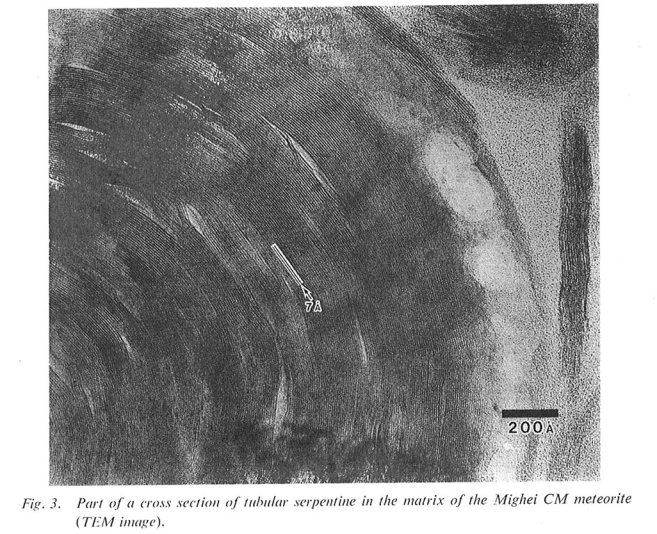 7Å
200Å
Fig. 3. Part of a cross section of tubular serpentine in the matrix of the Mighei CM meteorite
(TEM image).